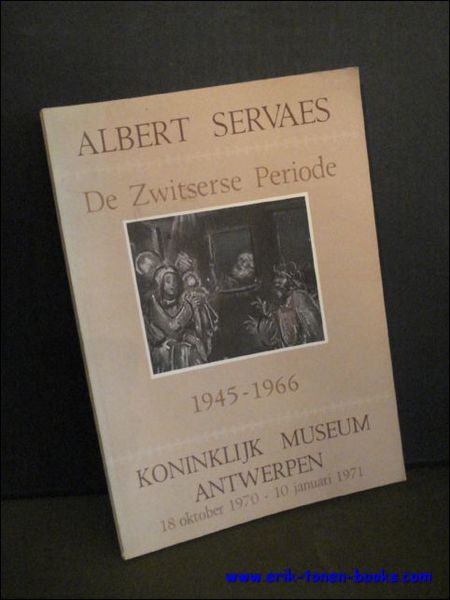 ALBERT SERVAES
De Zwitserse Periode
1945-1966
KONINKLIJK MUSEUM
ANTWERPEN
18 oktober 1970 - 10 januari 1971
www.erik-tonen-books.com